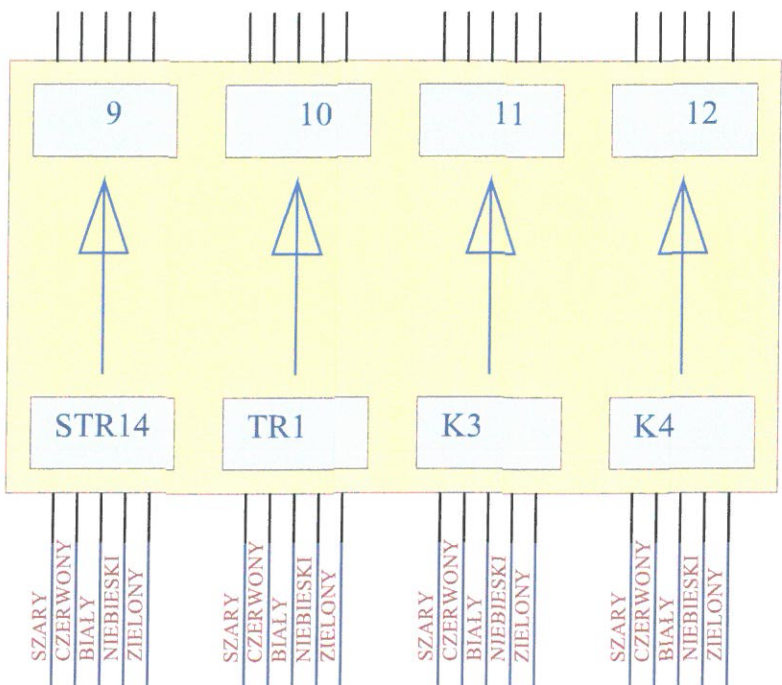 9
10
11
12
STR14
TR1
K3
K4
SZARY
CZERWONY
BIAŁY
NIEBIESKI
ZIELONY
SZARY
CZERWONY
BIAŁY
NIEBIESKI
ZIELONY
SZARY
CZERWONY
BIAŁY
NIEBIESKI
ZIELONY
SZARY
CZERWONY
BIAŁY
NIEBIESKI
ZIELONY